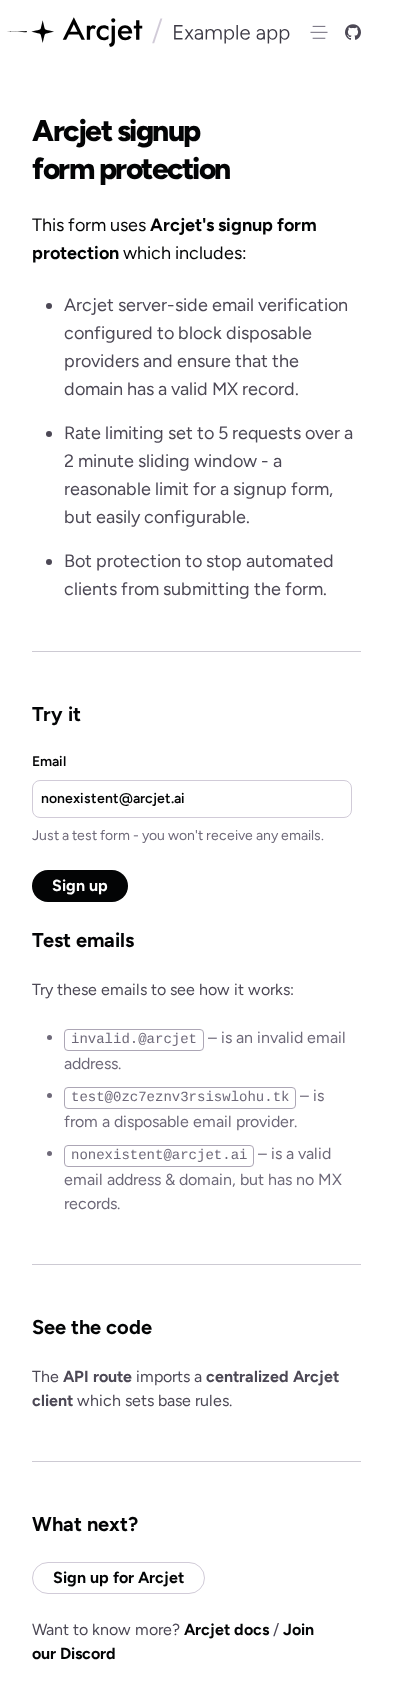 Arcjet / Example app
Arcjet signup
form protection
This form uses Arcjet's signup form
protection which includes:
• Arcjet server-side email verification
configured to block disposable
providers and ensure that the
domain has a valid MX record.
• Rate limiting set to 5 requests over a
2 minute sliding window - a
reasonable limit for a signup form,
but easily configurable.
• Bot protection to stop automated
clients from submitting the form.
Try it
Email
nonexistent@arcjet.ai
Just a test form - you won't receive any emails.
Sign up
Test emails
Try these emails to see how it works:
• invalid.@arcjet – is an invalid email
address.
• test@0zc7eznv3rsiswlohu.tk – is
from a disposable email provider.
• nonexistent@arcjet.ai – is a valid
email address & domain, but has no MX
records.
See the code
The API route imports a centralized Arcjet
client which sets base rules.
What next?
Sign up for Arcjet
Want to know more? Arcjet docs / Join
our Discord